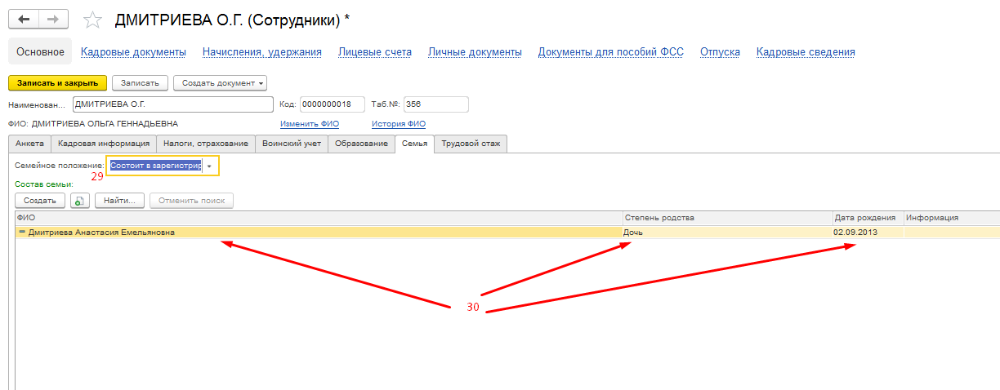 ДМИТРИЕВА О.Г. (Сотрудники) *
Основное Кадровые документы Начисления, удержания Лицевые счета Личные документы Документы для пособий ФСС Отпуска Кадровые сведения
Записать и закрыть Записать Создать документ
Наименован... ДМИТРИЕВА О.Г. Код: 0000000018 Таб.№: 356
ФИО: ДМИТРИЕВА ОЛЬГА ГЕННАДЬЕВНА Изменить ФИО История ФИО
Анкета Кадровая информация Налоги, страхование Воинский учет Образование Семья Трудовой стаж
Семейное положение: Состоит в зарегистрир
29
Состав семьи:
Создать Найти... Отменить поиск
ФИО Степень родства Дата рождения Информация
Дмитриева Анастасия Емельяновна Дочь 02.09.2013
30